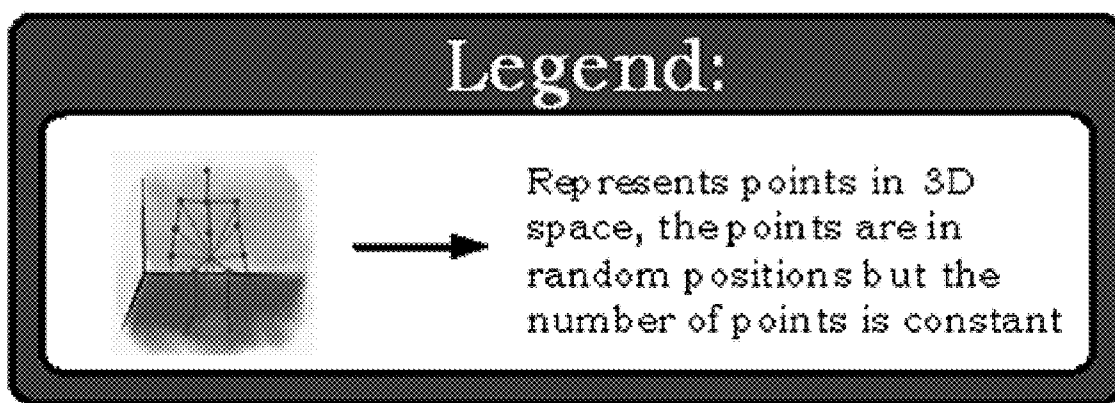 Legend:
Represents points in 3D
space, the points are in
random positions but the
number of points is constant